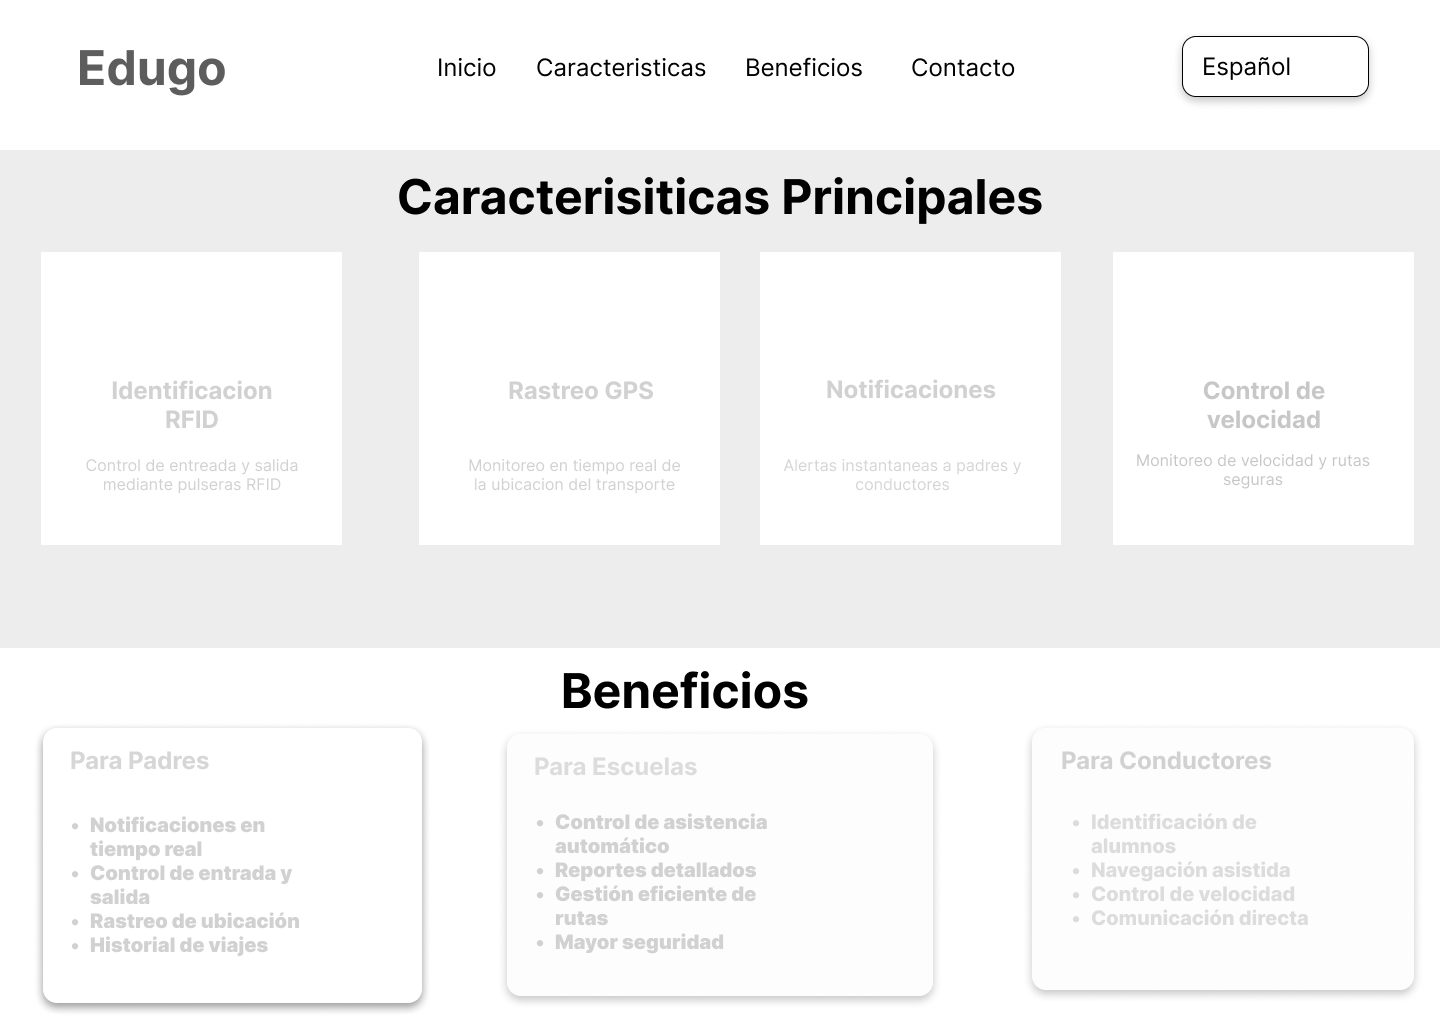 Edugo
Inicio
Caracteristicas
Beneficios
Contacto
Español
Caracterisiticas Principales
Identificacion
RFID
Control de entreada y salida
mediante pulseras RFID
Rastreo GPS
Monitoreo en tiempo real de
la ubicacion del transporte
Notificaciones
Alertas instantaneas a padres y
conductores
Control de
velocidad
Monitoreo de velocidad y rutas
seguras
Beneficios
Para Padres
• Notificaciones en
tiempo real
• Control de entrada y
salida
• Rastreo de ubicación
• Historial de viajes
Para Escuelas
• Control de asistencia
automático
• Reportes detallados
• Gestión eficiente de
rutas
• Mayor seguridad
Para Conductores
• Identificación de
alumnos
• Navegación asistida
• Control de velocidad
• Comunicación directa